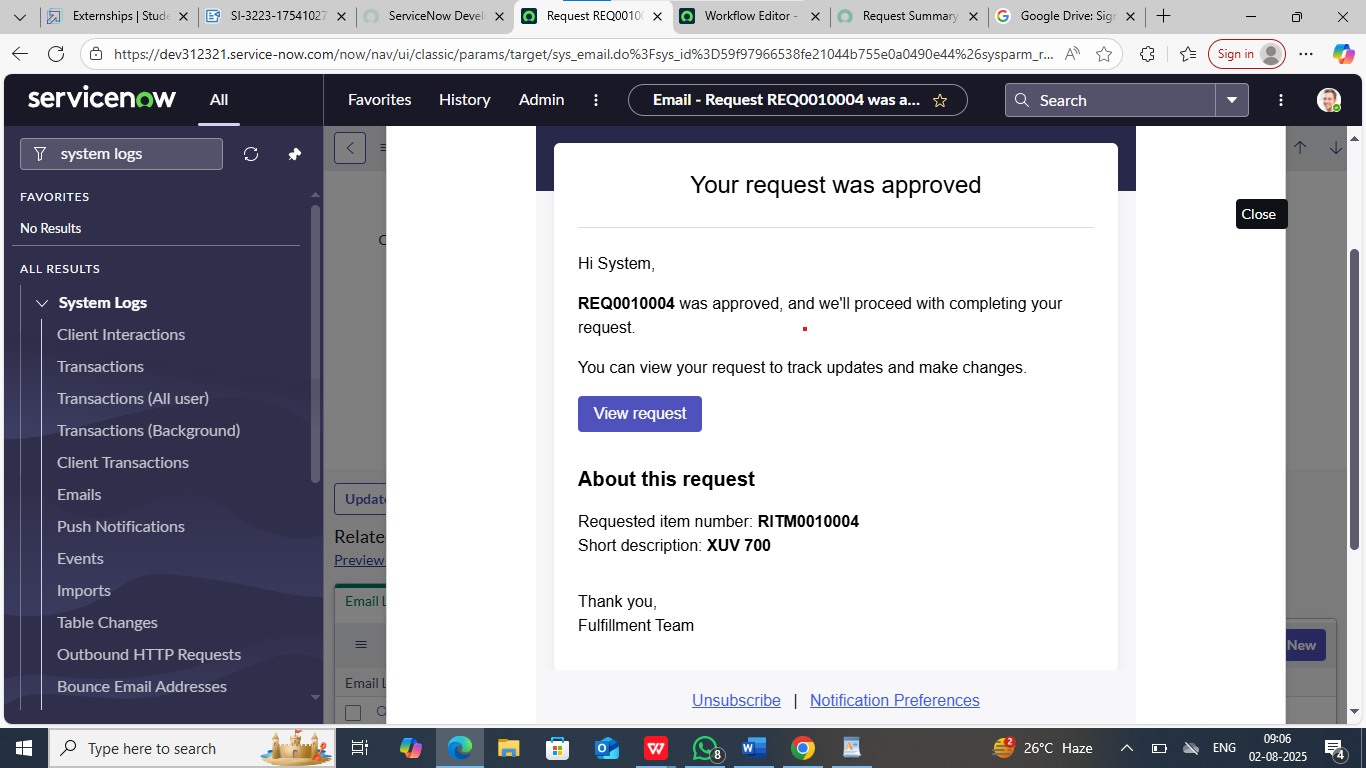 Externships | Stude
SI-3223-17541027
ServiceNow Devel
Request REQ0010
Workflow Editor -
Request Summary
Google Drive: Sign
https://dev312321.service-now.com/now/nav/ui/classic/params/target/sys_email.do%3Fsys_id%3D59f97966538fe21044b755e0a0490e44%26sysparm_r...
Sign in
servicenow
All
Favorites
History
Admin
Email - Request REQ0010004 was a...
Search
system logs
FAVORITES
No Results
ALL RESULTS
System Logs
Client Interactions
Transactions
Transactions (All user)
Transactions (Background)
Client Transactions
Emails
Push Notifications
Events
Imports
Table Changes
Outbound HTTP Requests
Bounce Email Addresses
Update
Relate
Preview
Email L
Email L
New
Close
Your request was approved
Hi System,
REQ0010004 was approved, and we'll proceed with completing your
request.
You can view your request to track updates and make changes.
View request
About this request
Requested item number: RITM0010004
Short description: XUV 700
Thank you,
Fulfillment Team
Unsubscribe | Notification Preferences
Type here to search
8
2
26°C Haze
ENG
09:06
02-08-2025
4